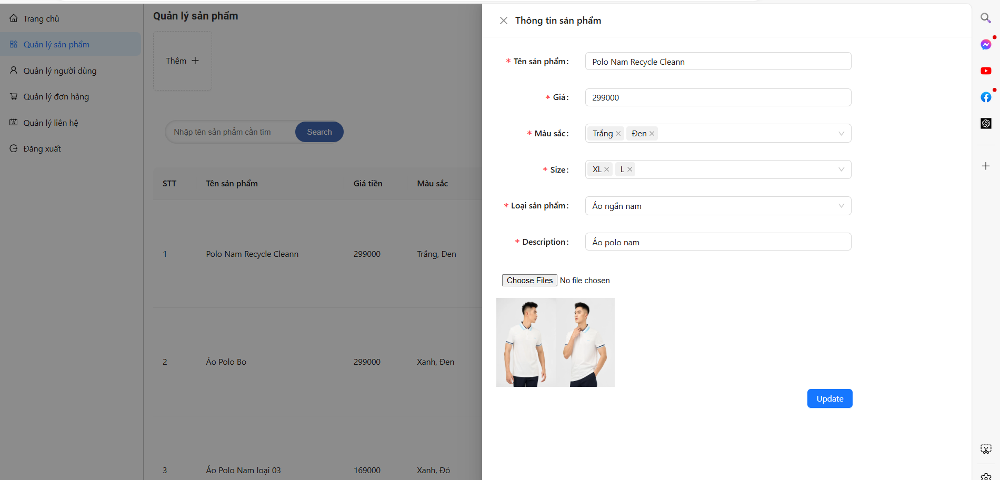 Trang chủ
Quản lý sản phẩm
Quản lý người dùng
Quản lý đơn hàng
Quản lý liên hệ
Đăng xuất
Quản lý sản phẩm
Thêm
Nhập tên sản phẩm cần tìm
Search
STT Tên sản phẩm Giá tiền Màu sắc
1 Polo Nam Recycle Cleann 299000 Trắng, Đen
2 Áo Polo Bo 299000 Xanh, Đen
3 Áo Polo Nam loại 03 169000 Xanh, Đỏ
Thông tin sản phẩm
* Tên sản phẩm: Polo Nam Recycle Cleann
* Giá: 299000
* Màu sắc: Trắng Đen
* Size: XL L
* Loại sản phẩm: Áo ngắn nam
* Description: Áo polo nam
Choose Files No file chosen
Update